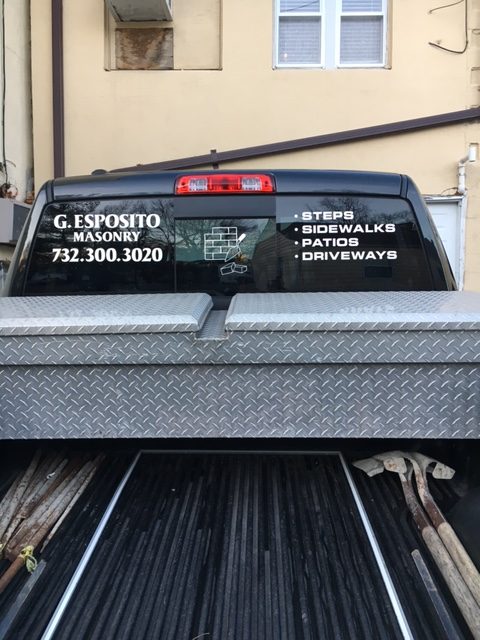 G. ESPOSITO
MASONRY
732.300.3020
• STEPS
• SIDEWALKS
• PATIOS
• DRIVEWAYS